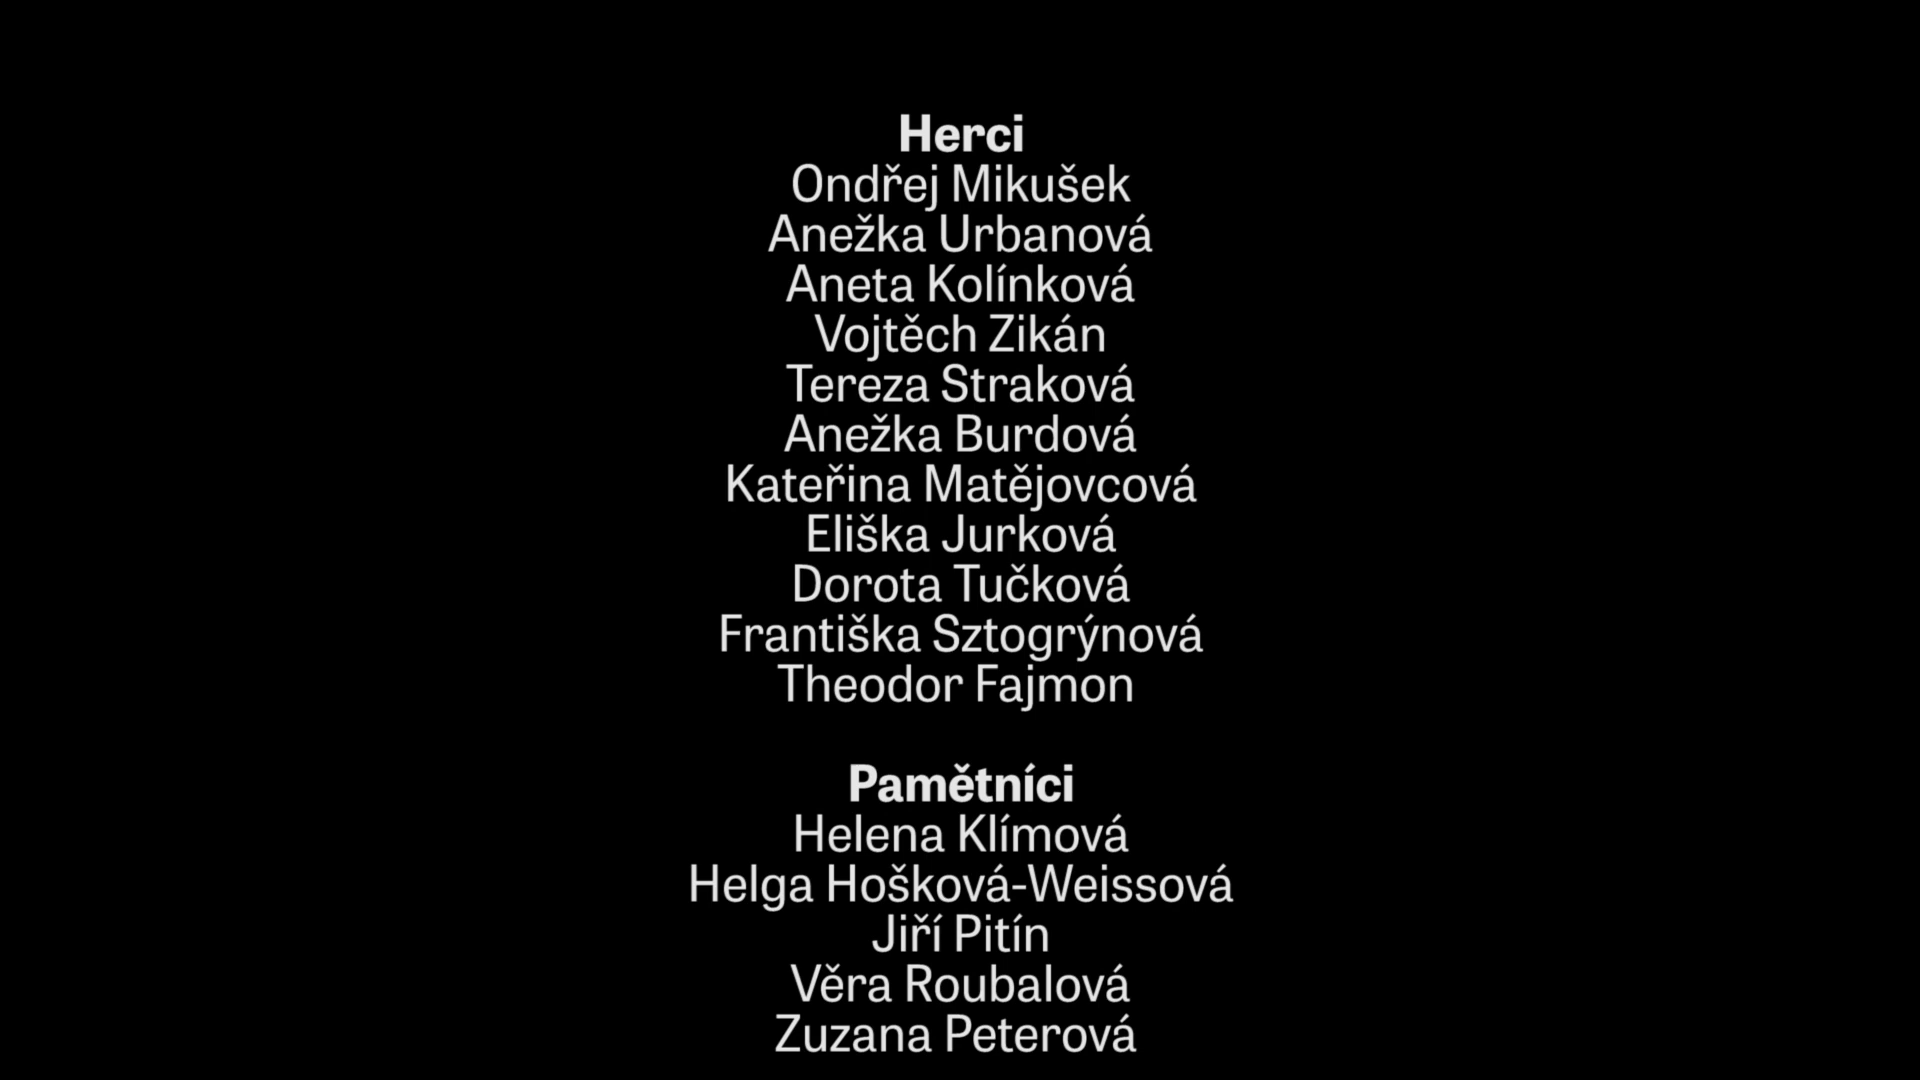 Herci
Ondřej Mikušek
Anežka Urbanová
Aneta Kolínková
Vojtěch Zikán
Tereza Straková
Anežka Burdová
Kateřina Matějovcová
Eliška Jurková
Dorota Tučková
Františka Sztogrýnová
Theodor Fajmon
Pamětníci
Helena Klímová
Helga Hošková-Weissová
Jiří Pitín
Věra Roubalová
Zuzana Peterová